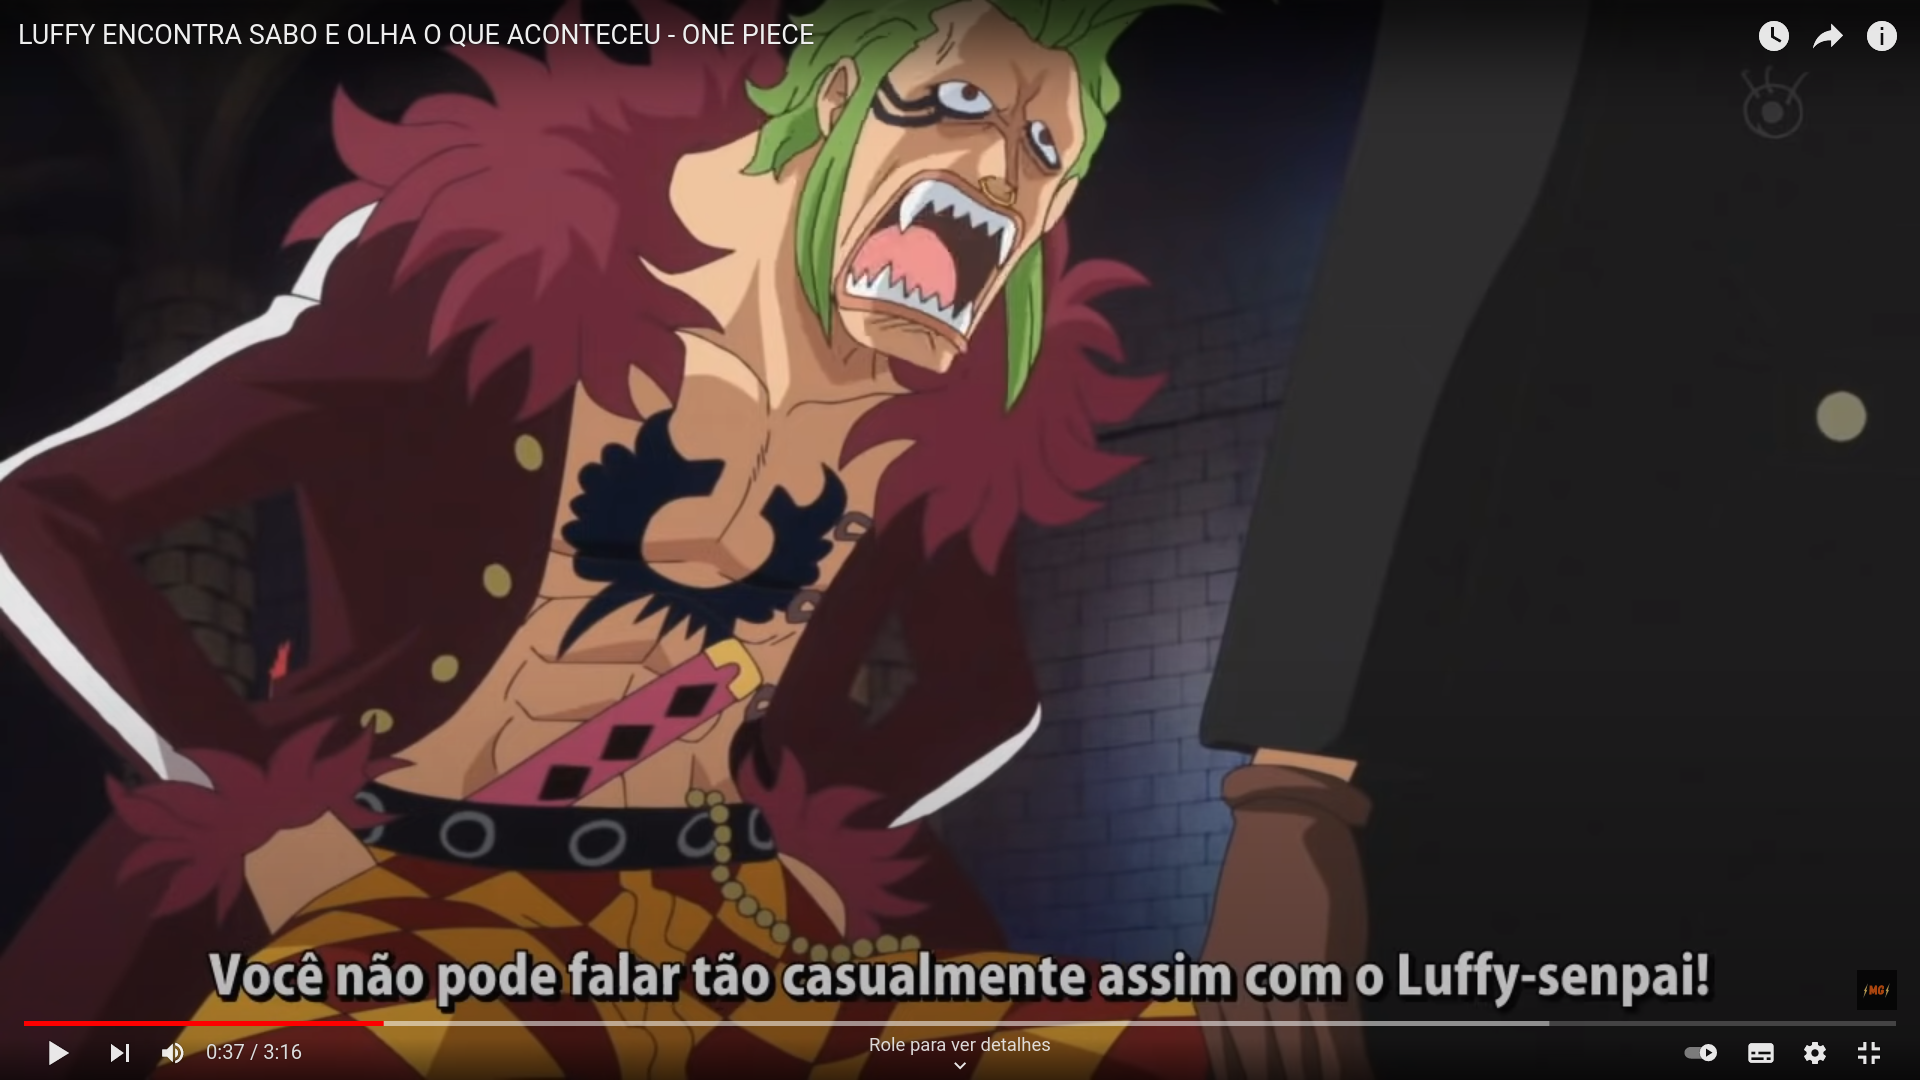 LUFFY ENCONTRA SABO E OLHA O QUE ACONTECEU - ONE PIECE
Você não pode falar tão casualmente assim com o Luffy-senpai!
MG
0:37 / 3:16
Role para ver detalhes